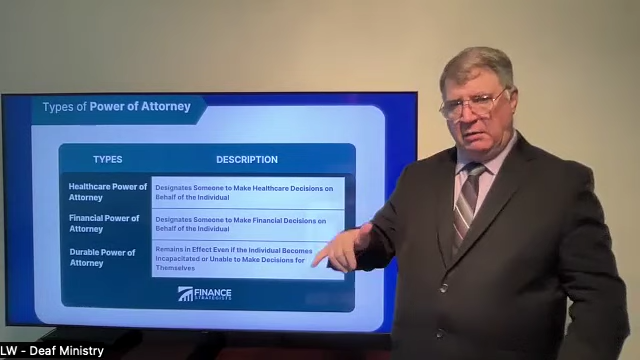 Types of Power of Attorney
TYPES
DESCRIPTION
Healthcare Power of
Attorney
Designates Someone to Make Healthcare Decisions on
Behalf of the Individual
Financial Power of
Attorney
Designates Someone to Make Financial Decisions on
Behalf of the Individual
Durable Power of
Attorney
Remains in Effect Even if the Individual Becomes
Incapacitated or Unable to Make Decisions for
Themselves
FINANCE
STRATEGISTS
LW - Deaf Ministry